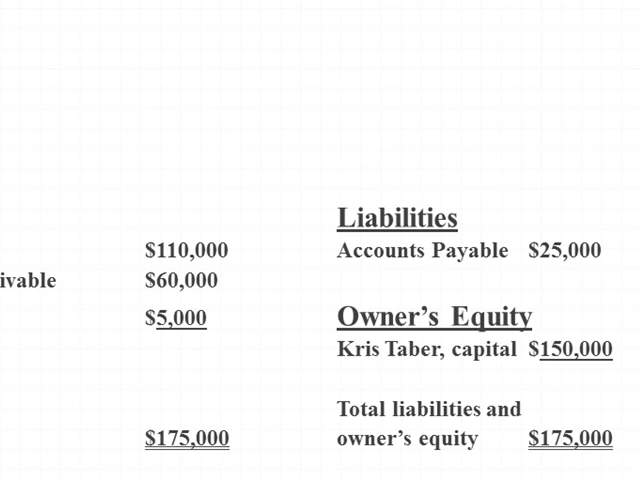 Liabilities
$110,000 Accounts Payable $25,000
ivable $60,000
$5,000 Owner’s Equity
Kris Taber, capital $150,000
Total liabilities and
$175,000 owner’s equity $175,000